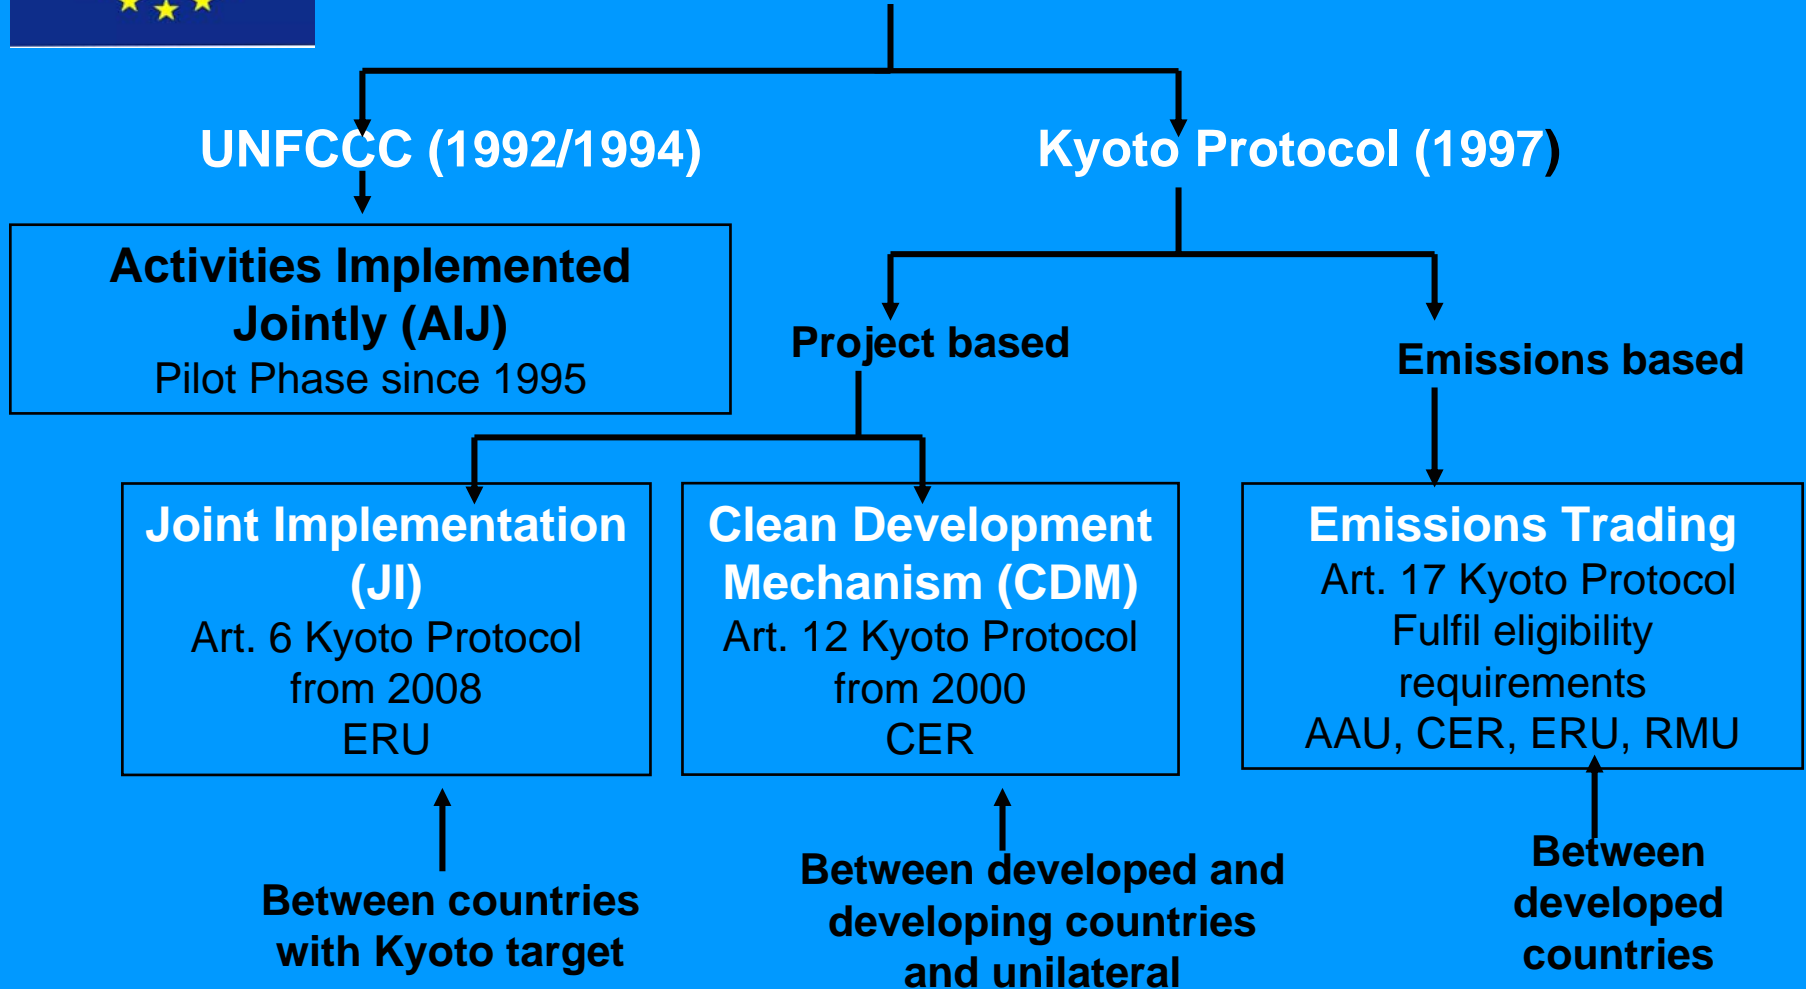 UNFCCC (1992/1994)
Kyoto Protocol (1997)
Activities Implemented
Jointly (AIJ)
Pilot Phase since 1995
Project based
Emissions based
Joint Implementation
(JI)
Art. 6 Kyoto Protocol
from 2008
ERU
Clean Development
Mechanism (CDM)
Art. 12 Kyoto Protocol
from 2000
CER
Emissions Trading
Art. 17 Kyoto Protocol
Fulfil eligibility
requirements
AAU, CER, ERU, RMU
Between countries
with Kyoto target
Between developed and
developing countries
and unilateral
Between
developed
countries